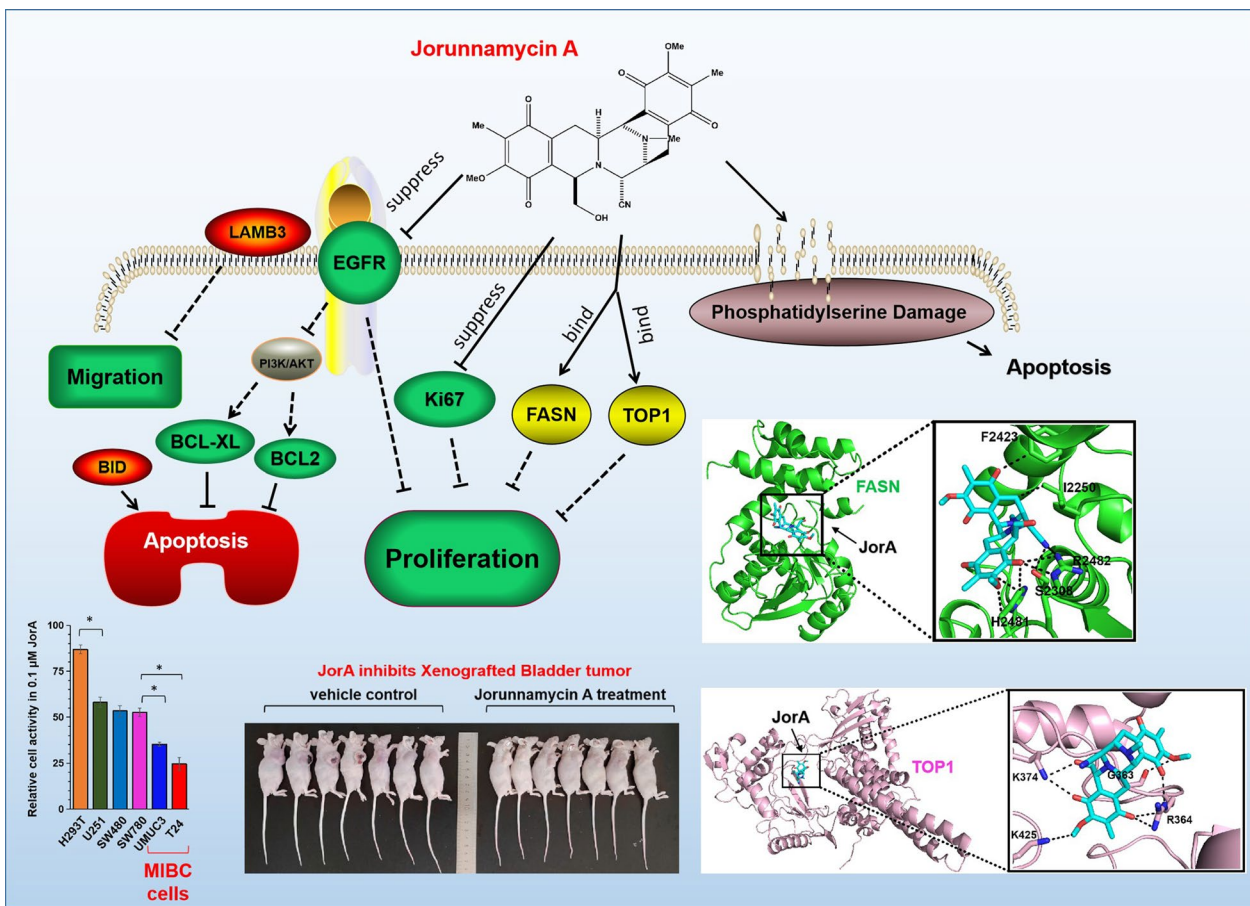 Jorunnamycin A
OMe
O
Me
O
H
O
Me
N
Me
O
N
MeO
CN
O
OH
suppress
LAMB3
EGFR
suppress
bind
bind
Phosphatidylserine Damage
Apoptosis
Migration
PI3K/AKT
Ki67
FASN
TOP1
BCL-XL
BCL2
BID
Apoptosis
Proliferation
FASN
JorA
F2423
I2250
R2482
S2308
H2481
Relative cell activity in 0.1 μM JorA
100
75
50
25
0
*
*
*
H293T
U251
SW480
SW780
UMUC3
T24
MIBC
cells
JorA inhibits Xenografted Bladder tumor
vehicle control
Jorunnamycin A treatment
JorA
TOP1
K374
G363
R364
K425